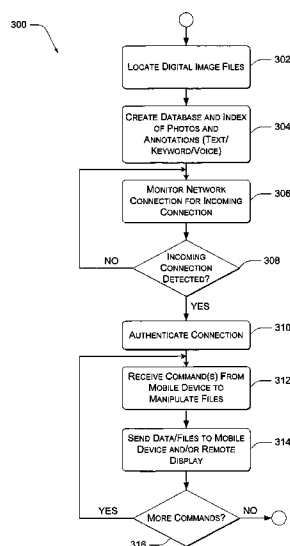 300
LOCATE DIGITAL IMAGE FILES
302
CREATE DATABASE AND INDEX
OF PHOTOS AND
ANNOTATIONS (TEXT/
KEYWORD/VOICE)
304
MONITOR NETWORK
CONNECTION FOR INCOMING
CONNECTION
306
NO
INCOMING
CONNECTION
DETECTED?
308
YES
AUTHENTICATE CONNECTION
310
RECEIVE COMMAND(S) FROM
MOBILE DEVICE TO
MANIPULATE FILES
312
SEND DATA/FILES TO MOBILE
DEVICE AND/OR REMOTE
DISPLAY
314
YES
MORE COMMANDS?
NO
316